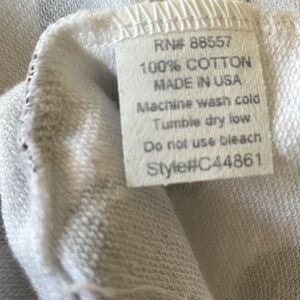 RN# 88557
100% COTTON
MADE IN USA
Machine wash cold
Tumble dry low
Do not use bleach
Style#C44861